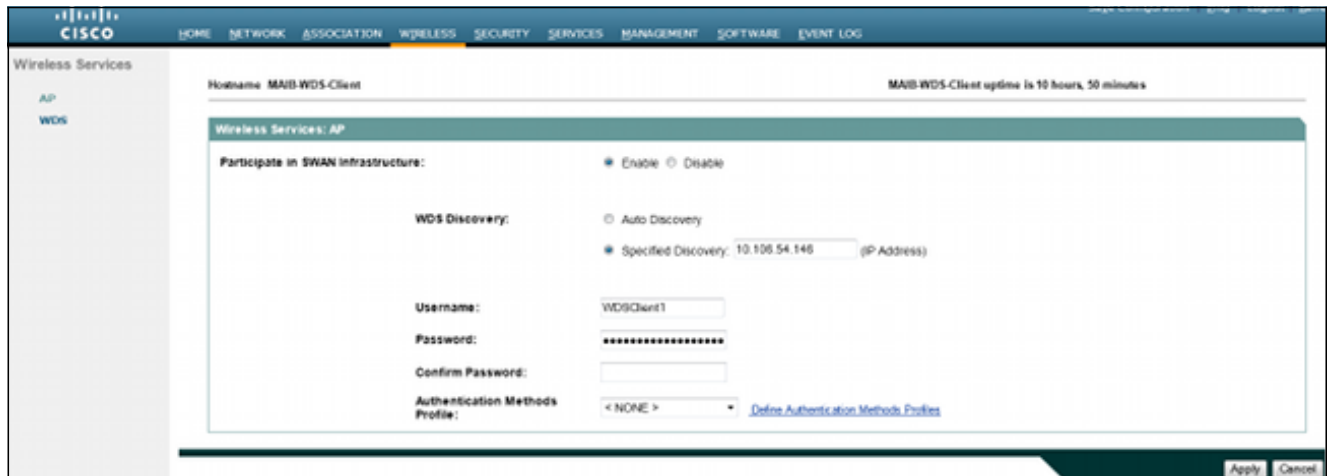 CISCO
HOME NETWORK ASSOCIATION WIRELESS SECURITY SERVICES MANAGEMENT SOFTWARE EVENT LOG
Wireless Services
AP
WDS
Hostname MAIB-WDS-Client
MAIB-WDS-Client uptime is 10 hours, 50 minutes
Wireless Services: AP
Participate in SWAN Infrastructure:
Enable Disable
WDS Discovery:
Auto Discovery
Specified Discovery: 10.106.54.146 (IP Address)
Username: WDSClient1
Password: ••••••••••••••••••
Confirm Password:
Authentication Methods Profile: < NONE > Define Authentication Methods Profiles
Apply Cancel